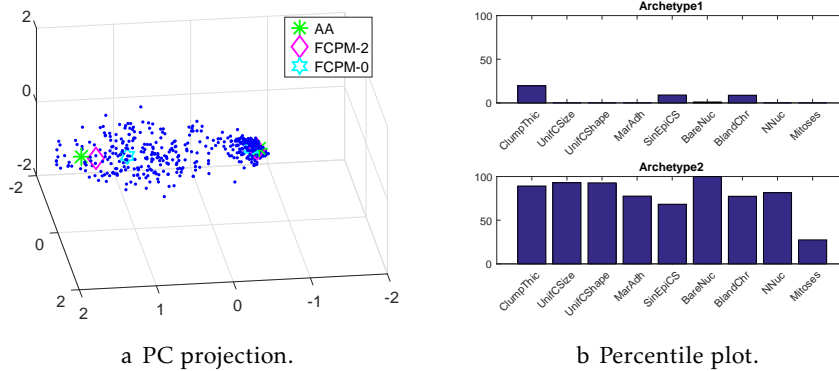 2
0
-2
-2
0
2
2
1
0
-1
-2
AA
FCPM-2
FCPM-0
a PC projection.
Archetype1
100
50
0
ClumpThic
UnifCSize
UnifCShape
MarAdh
SinEpiCS
BareNuc
BlandChr
NNuc
Mitoses
Archetype2
100
50
0
ClumpThic
UnifCSize
UnifCShape
MarAdh
SinEpiCS
BareNuc
BlandChr
NNuc
Mitoses
b Percentile plot.